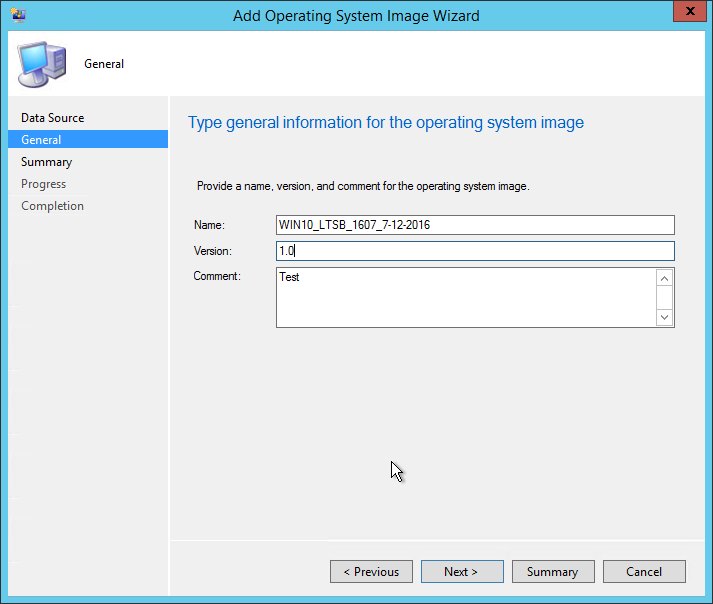 Add Operating System Image Wizard
X
General
Data Source
General
Summary
Progress
Completion
Type general information for the operating system image
Provide a name, version, and comment for the operating system image.
Name: WIN10_LTSB_1607_7-12-2016
Version: 1.0
Comment: Test
< Previous Next > Summary Cancel